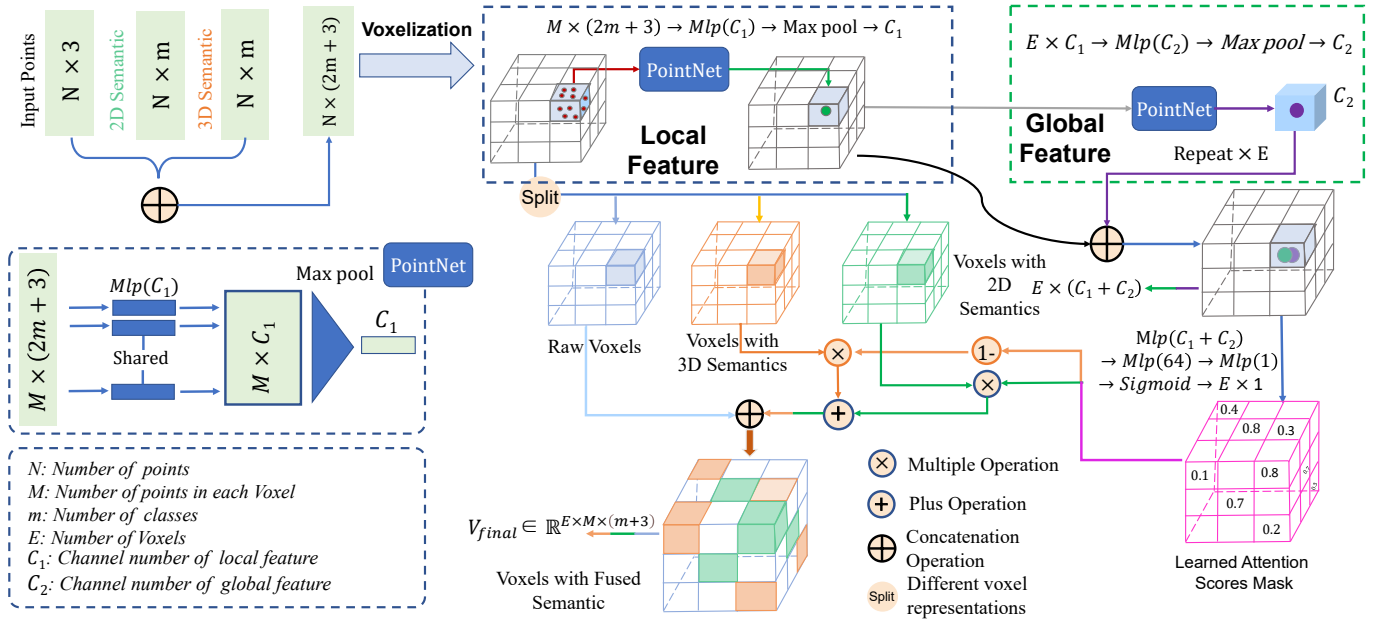 Input Points
N × 3
2D Semantic
N × m
3D Semantic
N × m
N × (2m + 3)
Voxelization
M × (2m + 3) → Mlp(C₁) → Max pool → C₁
PointNet
Local
Feature
E × C₁ → Mlp(C₂) → Max pool → C₂
PointNet
C₂
Global
Feature
Repeat × E
Split
Raw Voxels
Voxels with
3D Semantics
Voxels with
2D
Semantics
E × (C₁ + C₂)
Mlp(C₁ + C₂)
→ Mlp(64) → Mlp(1)
→ Sigmoid → E × 1
1-
×
×
+
0.4
0.8
0.3
0.1
0.8
0.7
0.2
Learned Attention
Scores Mask
M × (2m + 3)
Mlp(C₁)
Shared
M × C₁
Max pool
PointNet
C₁
N: Number of points
M: Number of points in each Voxel
m: Number of classes
E: Number of Voxels
C₁: Channel number of local feature
C₂: Channel number of global feature
V_final ∈ ℝ^{E×M×(m+3)}
Voxels with Fused
Semantic
× Multiple Operation
+ Plus Operation
Concatenation
Operation
Split
Different voxel
representations